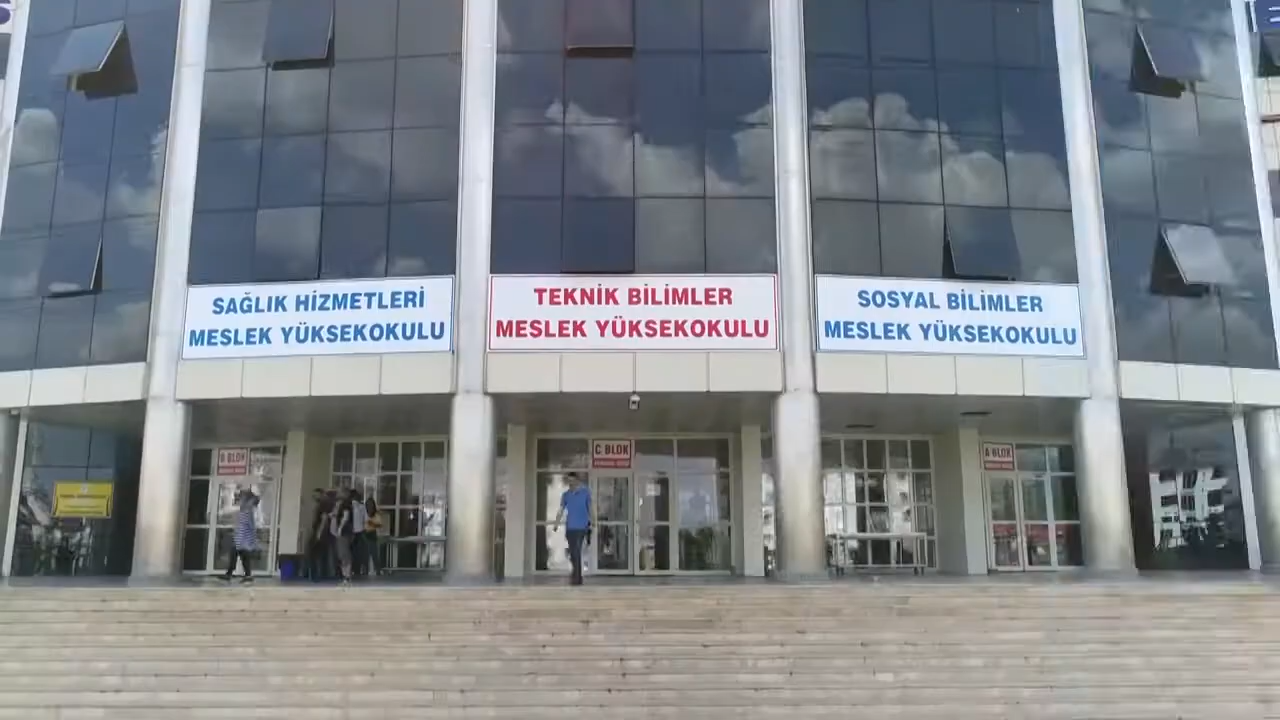 SAĞLIK HİZMETLERİ
MESLEK YÜKSEKOKULU
TEKNİK BİLİMLER
MESLEK YÜKSEKOKULU
SOSYAL BİLİMLER
MESLEK YÜKSEKOKULU
B BLOK
C BLOK
A BLOK